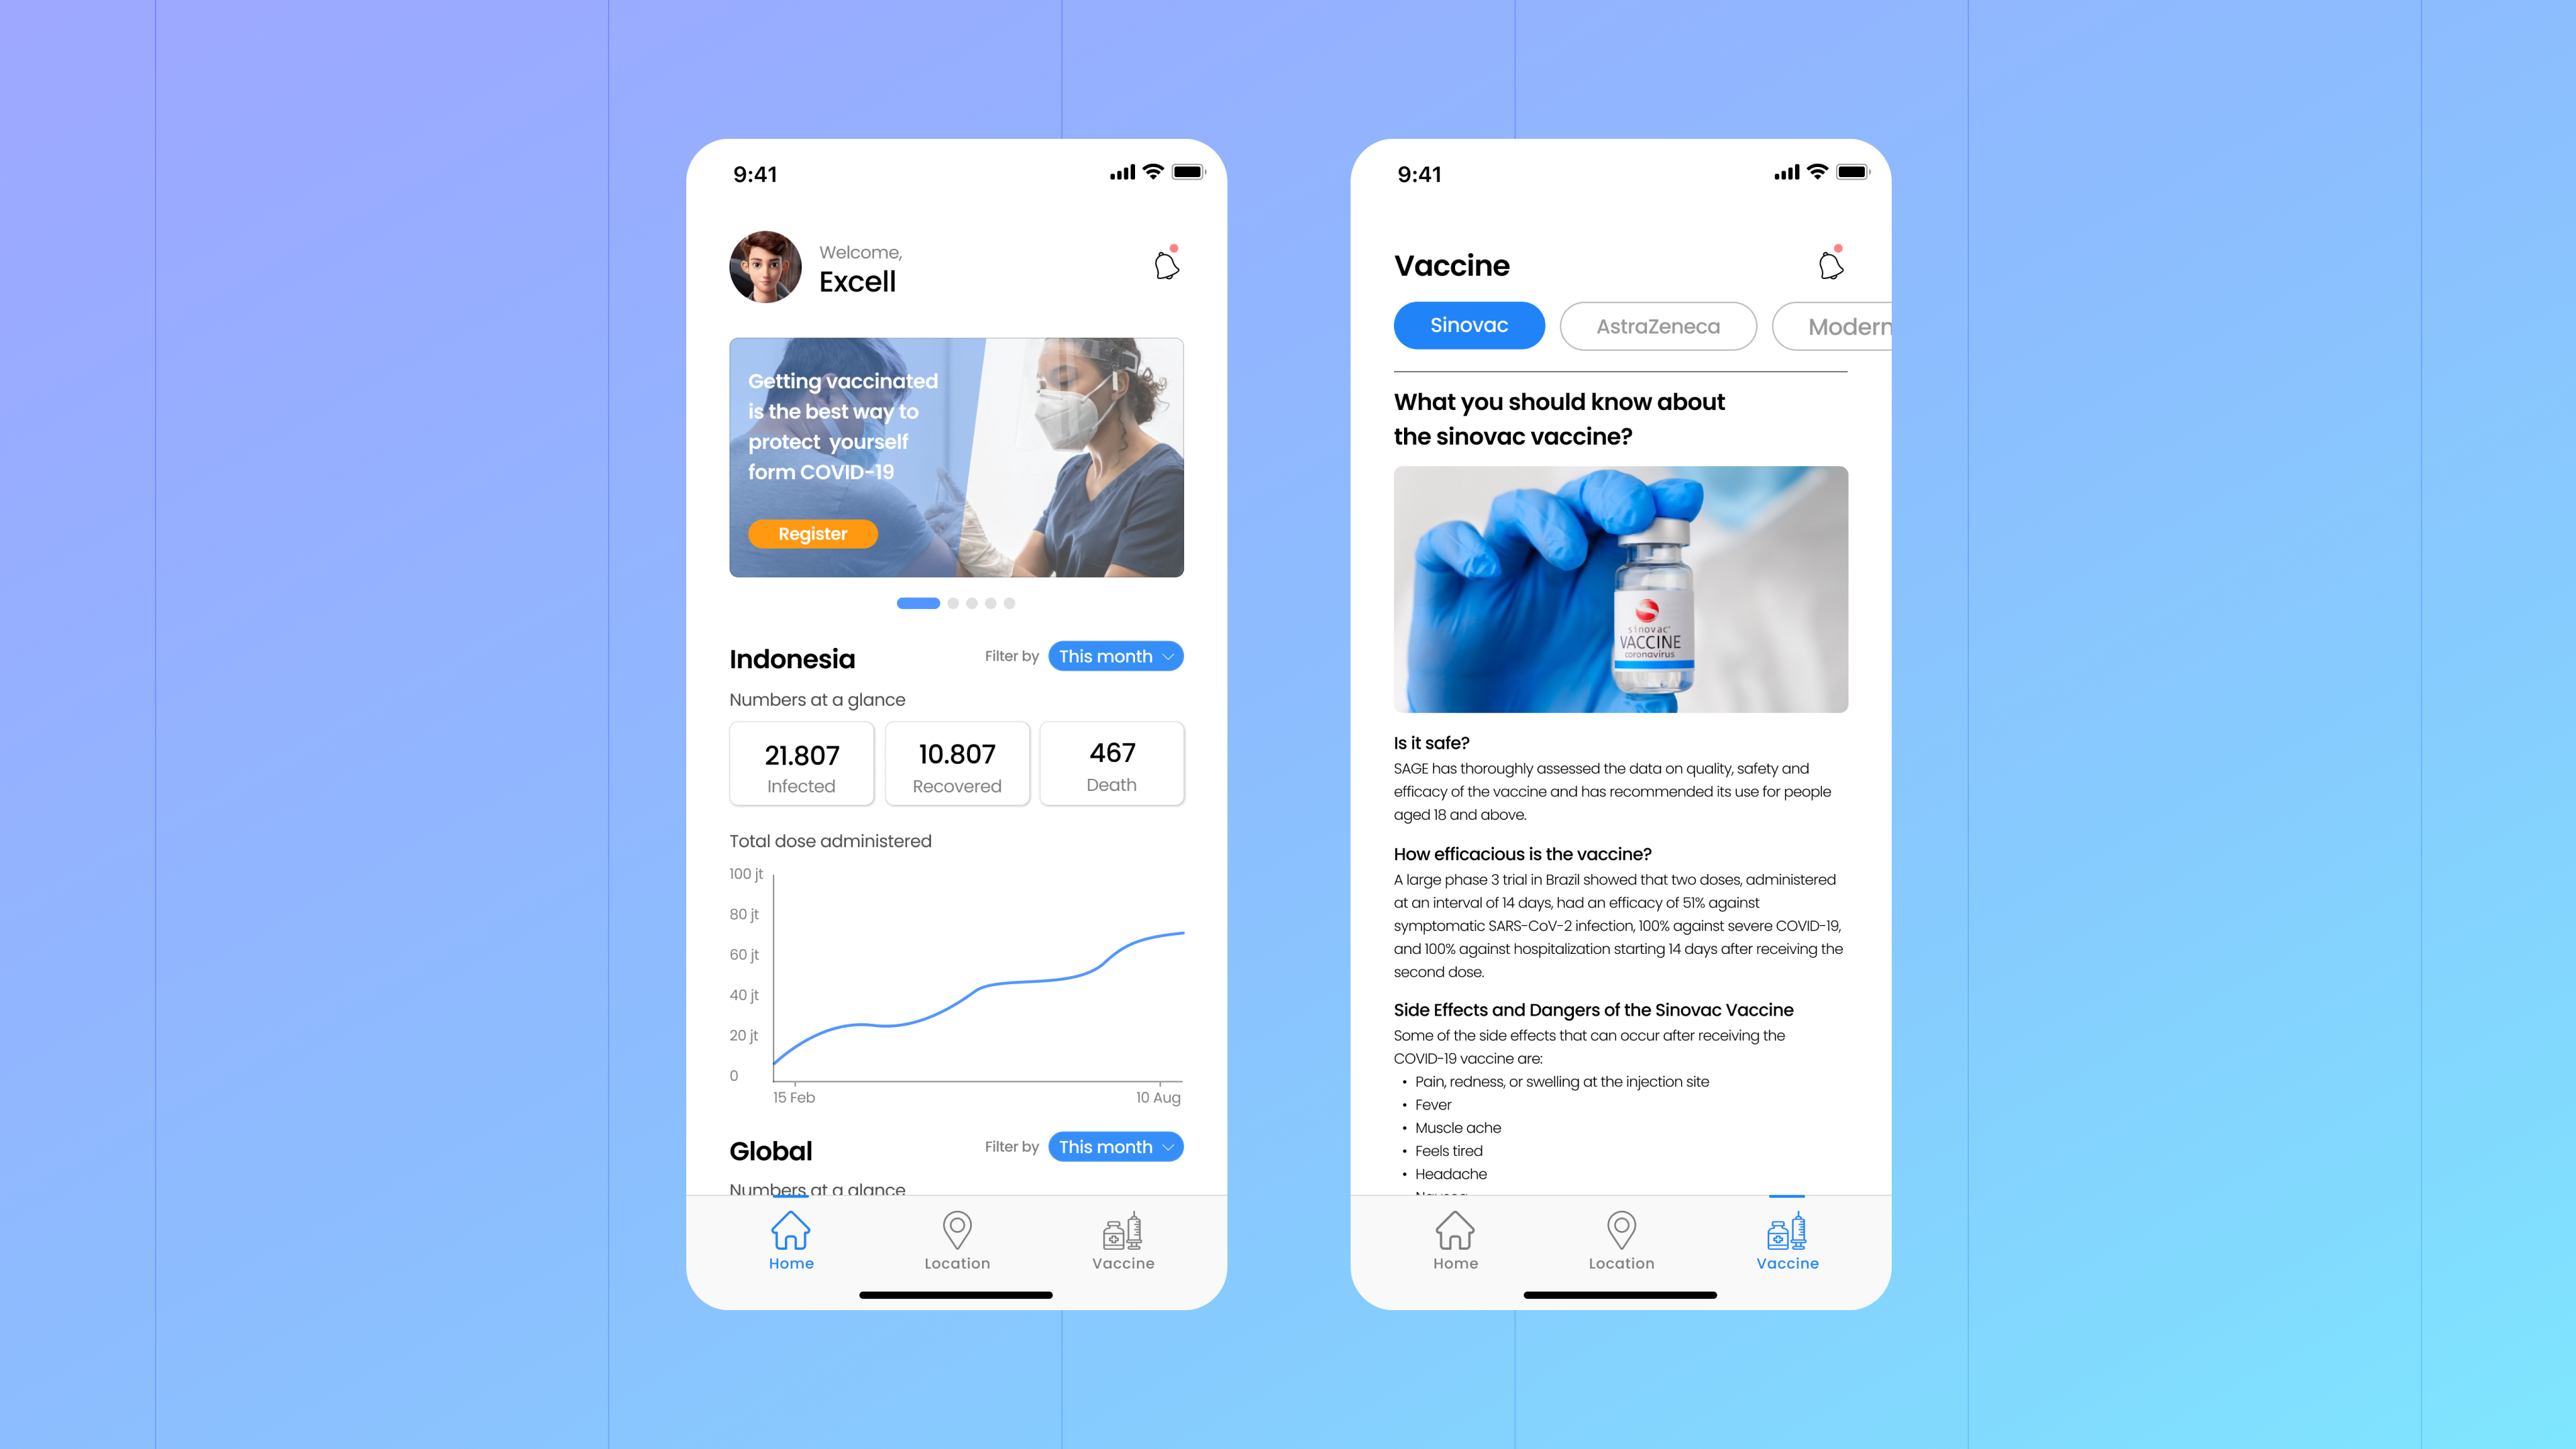 9:41
Welcome,
Excell
Getting vaccinated
is the best way to
protect  yourself
form COVID-19
Register
Indonesia
Filter by
This month
Numbers at a glance
21.807
Infected
10.807
Recovered
467
Death
Total dose administered
100 jt
80 jt
60 jt
40 jt
20 jt
0
15 Feb
10 Aug
Global
Filter by
This month
Numbers at a glance
Home
Location
Vaccine
9:41
Vaccine
Sinovac
AstraZeneca
Modern
What you should know about
the sinovac vaccine?
sinovac
VACCINE
coronavirus
Is it safe?
SAGE has thoroughly assessed the data on quality, safety and
efficacy of the vaccine and has recommended its use for people
aged 18 and above.
How efficacious is the vaccine?
A large phase 3 trial in Brazil showed that two doses, administered
at an interval of 14 days, had an efficacy of 51% against
symptomatic SARS-CoV-2 infection, 100% against severe COVID-19,
and 100% against hospitalization starting 14 days after receiving the
second dose.
Side Effects and Dangers of the Sinovac Vaccine
Some of the side effects that can occur after receiving the
COVID-19 vaccine are:
• Pain, redness, or swelling at the injection site
• Fever
• Muscle ache
• Feels tired
• Headache
Home
Location
Vaccine